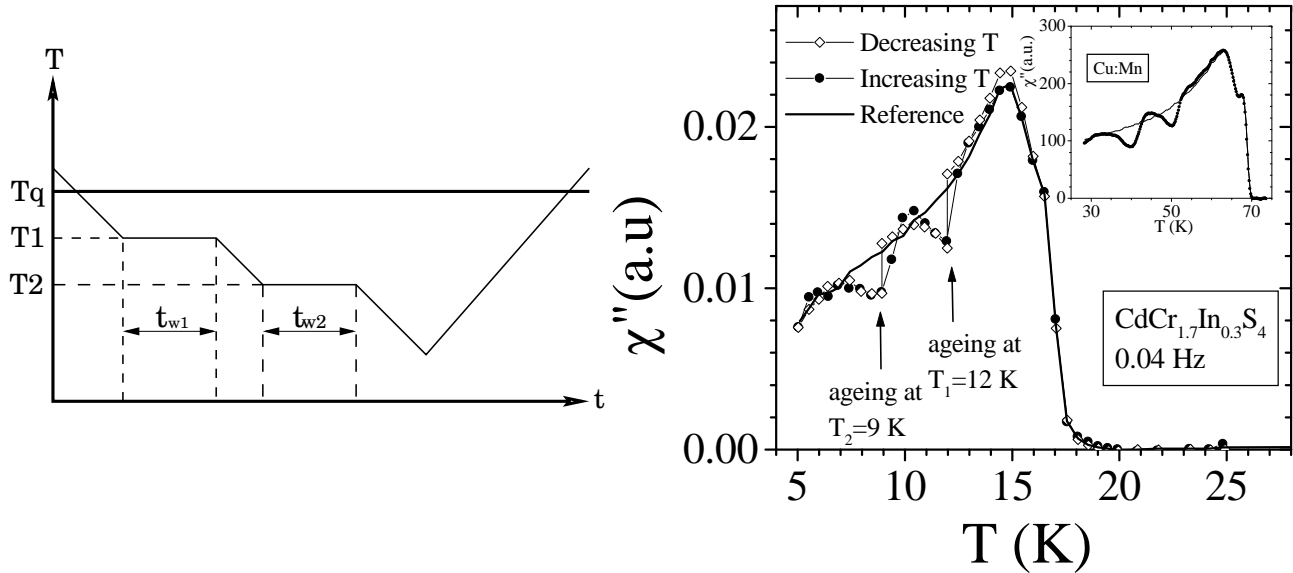 T
Tq
T1
T2
tw1
tw2
t
χ"(a.u)
0.02
0.01
0.00
5
10
15
20
25
T (K)
Decreasing T
Increasing T
Reference
ageing at
T1=12 K
ageing at
T2=9 K
CdCr1.7In0.3S4
0.04 Hz
χ"(a.u.)
300
200
100
0
30
50
70
T (K)
Cu:Mn